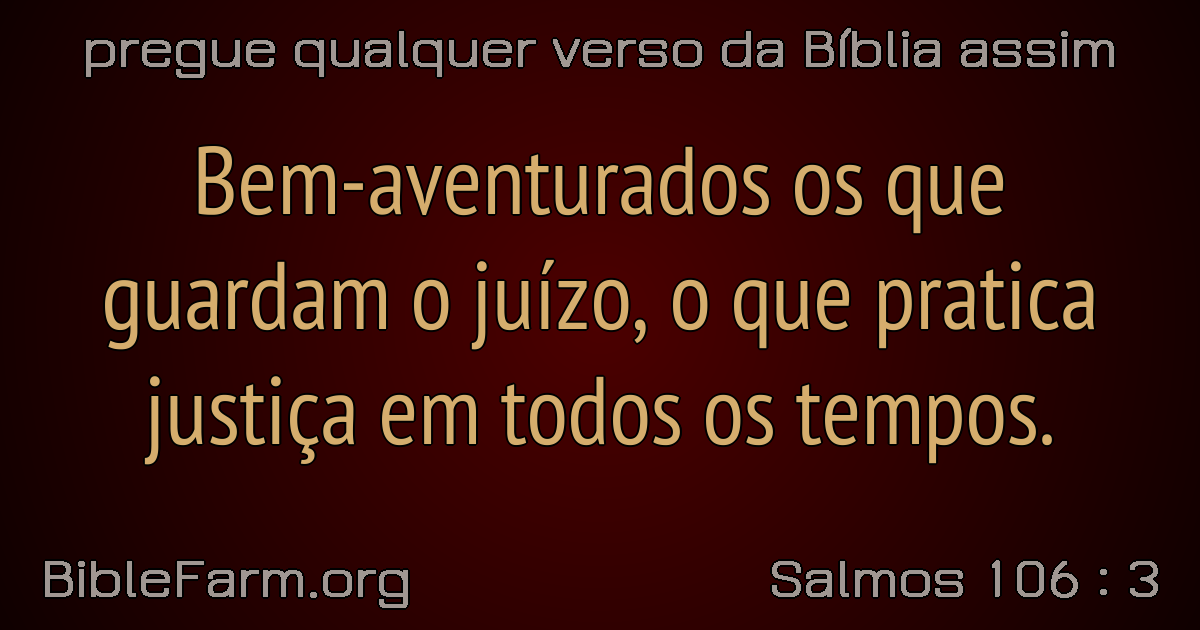 pregue qualquer verso da Bíblia assim
Bem-aventurados os que
guardam o juízo, o que pratica
justiça em todos os tempos.
BibleFarm.org
Salmos 106 : 3